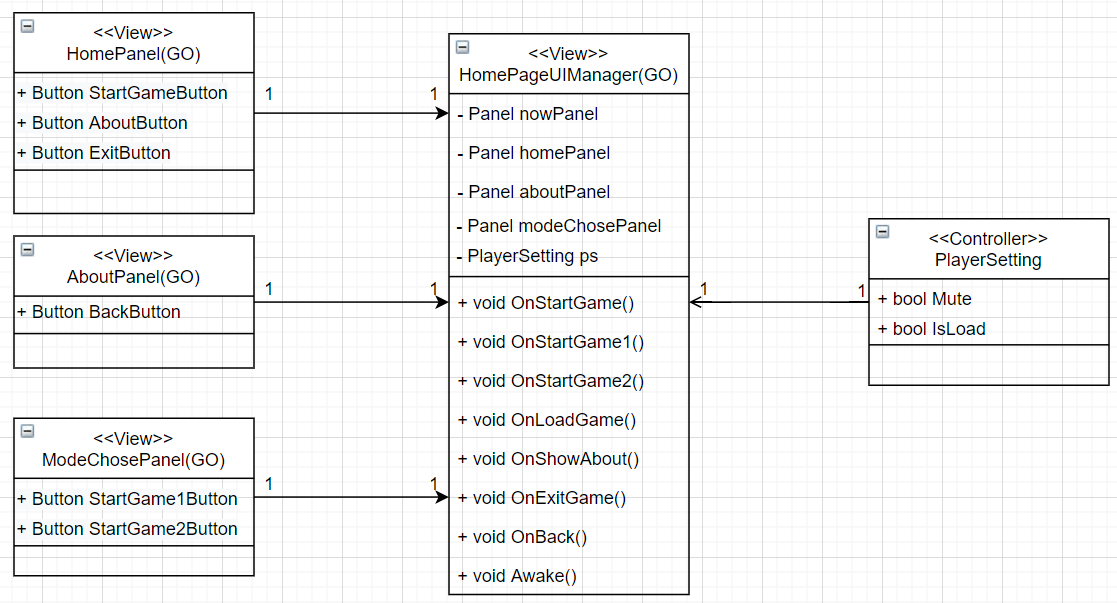 <<View>>
HomePanel(GO)
+ Button StartGameButton
+ Button AboutButton
+ Button ExitButton
1
1
<<View>>
AboutPanel(GO)
+ Button BackButton
1
1
<<View>>
ModeChosePanel(GO)
+ Button StartGame1Button
+ Button StartGame2Button
1
1
<<View>>
HomePageUIManager(GO)
- Panel nowPanel
- Panel homePanel
- Panel aboutPanel
- Panel modeChosePanel
- PlayerSetting ps
+ void OnStartGame()
+ void OnStartGame1()
+ void OnStartGame2()
+ void OnLoadGame()
+ void OnShowAbout()
+ void OnExitGame()
+ void OnBack()
+ void Awake()
1
1
<<Controller>>
PlayerSetting
+ bool Mute
+ bool IsLoad